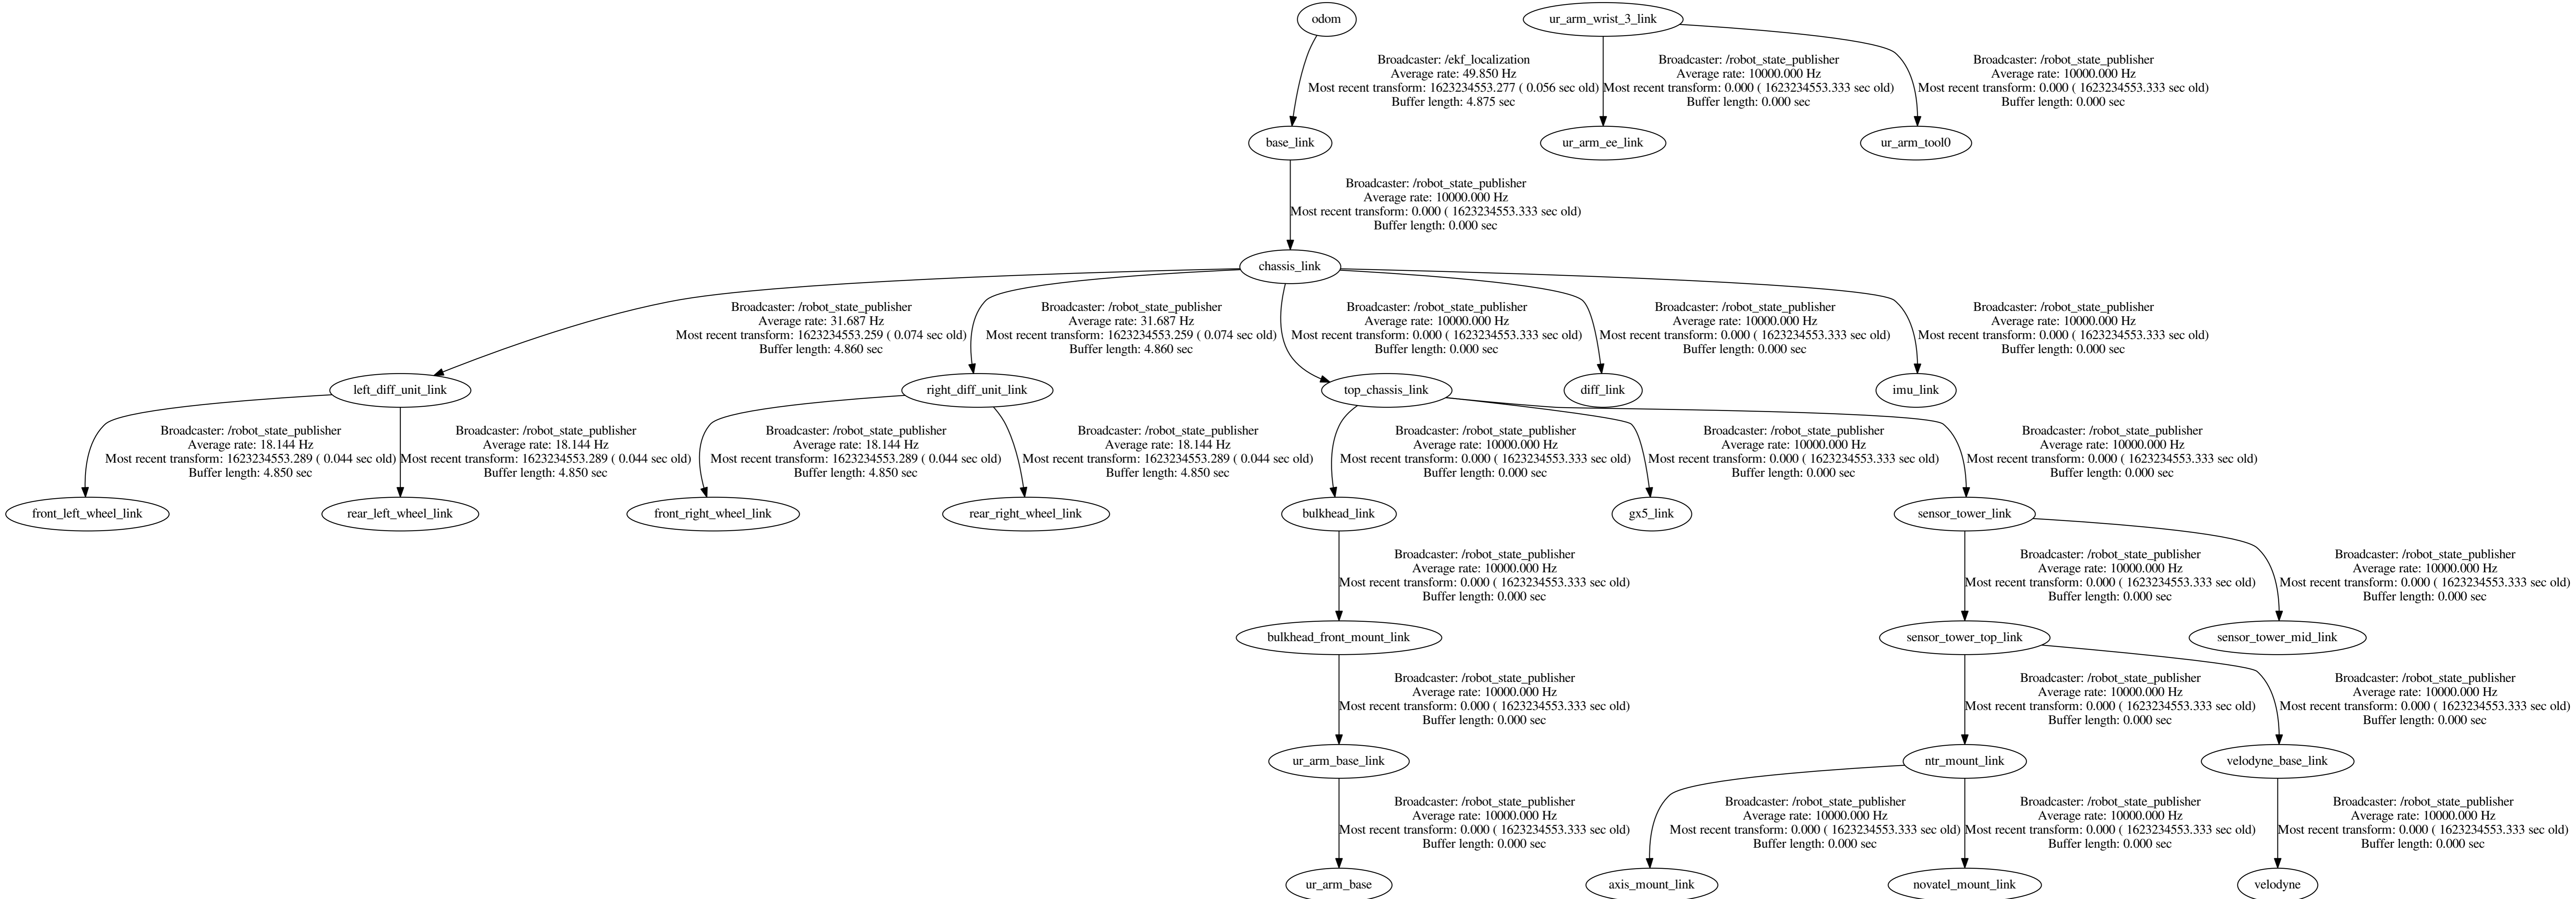 odom
ur_arm_wrist_3_link
Broadcaster: /ekf_localization
Average rate: 49.850 Hz
Most recent transform: 1623234553.277 ( 0.056 sec old)
Buffer length: 4.875 sec
Broadcaster: /robot_state_publisher
Average rate: 10000.000 Hz
Most recent transform: 0.000 ( 1623234553.333 sec old)
Buffer length: 0.000 sec
Broadcaster: /robot_state_publisher
Average rate: 10000.000 Hz
Most recent transform: 0.000 ( 1623234553.333 sec old)
Buffer length: 0.000 sec
base_link
ur_arm_ee_link
ur_arm_tool0
Broadcaster: /robot_state_publisher
Average rate: 10000.000 Hz
Most recent transform: 0.000 ( 1623234553.333 sec old)
Buffer length: 0.000 sec
chassis_link
Broadcaster: /robot_state_publisher
Average rate: 31.687 Hz
Most recent transform: 1623234553.259 ( 0.074 sec old)
Buffer length: 4.860 sec
Broadcaster: /robot_state_publisher
Average rate: 31.687 Hz
Most recent transform: 1623234553.259 ( 0.074 sec old)
Buffer length: 4.860 sec
Broadcaster: /robot_state_publisher
Average rate: 10000.000 Hz
Most recent transform: 0.000 ( 1623234553.333 sec old)
Buffer length: 0.000 sec
Broadcaster: /robot_state_publisher
Average rate: 10000.000 Hz
Most recent transform: 0.000 ( 1623234553.333 sec old)
Buffer length: 0.000 sec
Broadcaster: /robot_state_publisher
Average rate: 10000.000 Hz
Most recent transform: 0.000 ( 1623234553.333 sec old)
Buffer length: 0.000 sec
left_diff_unit_link
right_diff_unit_link
top_chassis_link
diff_link
imu_link
Broadcaster: /robot_state_publisher
Average rate: 18.144 Hz
Most recent transform: 1623234553.289 ( 0.044 sec old)
Buffer length: 4.850 sec
Broadcaster: /robot_state_publisher
Average rate: 18.144 Hz
Most recent transform: 1623234553.289 ( 0.044 sec old)
Buffer length: 4.850 sec
Broadcaster: /robot_state_publisher
Average rate: 18.144 Hz
Most recent transform: 1623234553.289 ( 0.044 sec old)
Buffer length: 4.850 sec
Broadcaster: /robot_state_publisher
Average rate: 18.144 Hz
Most recent transform: 1623234553.289 ( 0.044 sec old)
Buffer length: 4.850 sec
Broadcaster: /robot_state_publisher
Average rate: 10000.000 Hz
Most recent transform: 0.000 ( 1623234553.333 sec old)
Buffer length: 0.000 sec
Broadcaster: /robot_state_publisher
Average rate: 10000.000 Hz
Most recent transform: 0.000 ( 1623234553.333 sec old)
Buffer length: 0.000 sec
Broadcaster: /robot_state_publisher
Average rate: 10000.000 Hz
Most recent transform: 0.000 ( 1623234553.333 sec old)
Buffer length: 0.000 sec
front_left_wheel_link
rear_left_wheel_link
front_right_wheel_link
rear_right_wheel_link
bulkhead_link
gx5_link
sensor_tower_link
Broadcaster: /robot_state_publisher
Average rate: 10000.000 Hz
Most recent transform: 0.000 ( 1623234553.333 sec old)
Buffer length: 0.000 sec
Broadcaster: /robot_state_publisher
Average rate: 10000.000 Hz
Most recent transform: 0.000 ( 1623234553.333 sec old)
Buffer length: 0.000 sec
Broadcaster: /robot_state_publisher
Average rate: 10000.000 Hz
Most recent transform: 0.000 ( 1623234553.333 sec old)
Buffer length: 0.000 sec
bulkhead_front_mount_link
sensor_tower_top_link
sensor_tower_mid_link
Broadcaster: /robot_state_publisher
Average rate: 10000.000 Hz
Most recent transform: 0.000 ( 1623234553.333 sec old)
Buffer length: 0.000 sec
Broadcaster: /robot_state_publisher
Average rate: 10000.000 Hz
Most recent transform: 0.000 ( 1623234553.333 sec old)
Buffer length: 0.000 sec
Broadcaster: /robot_state_publisher
Average rate: 10000.000 Hz
Most recent transform: 0.000 ( 1623234553.333 sec old)
Buffer length: 0.000 sec
ur_arm_base_link
ntr_mount_link
velodyne_base_link
Broadcaster: /robot_state_publisher
Average rate: 10000.000 Hz
Most recent transform: 0.000 ( 1623234553.333 sec old)
Buffer length: 0.000 sec
Broadcaster: /robot_state_publisher
Average rate: 10000.000 Hz
Most recent transform: 0.000 ( 1623234553.333 sec old)
Buffer length: 0.000 sec
Broadcaster: /robot_state_publisher
Average rate: 10000.000 Hz
Most recent transform: 0.000 ( 1623234553.333 sec old)
Buffer length: 0.000 sec
Broadcaster: /robot_state_publisher
Average rate: 10000.000 Hz
Most recent transform: 0.000 ( 1623234553.333 sec old)
Buffer length: 0.000 sec
ur_arm_base
axis_mount_link
novatel_mount_link
velodyne